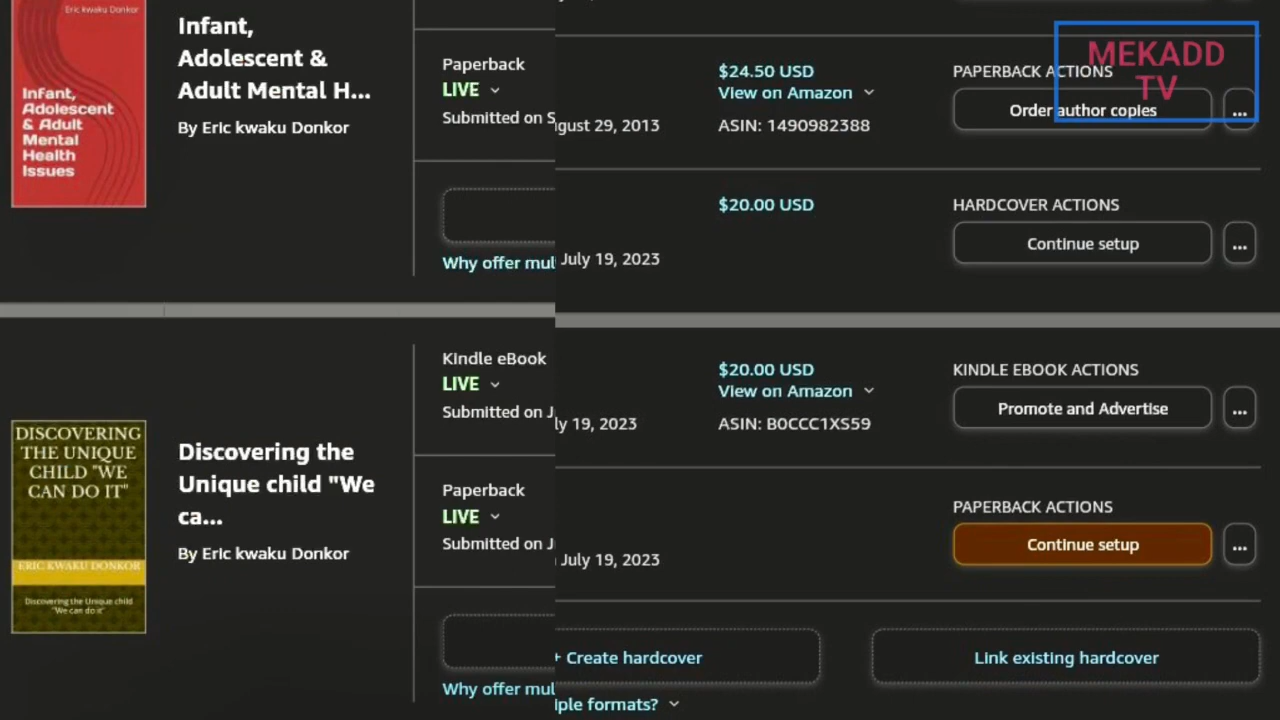 Eric kwaku Donkor
Infant,
Adolescent
& Adult
Mental
Health
Issues
Infant,
Adolescent &
Adult Mental H...
By Eric kwaku Donkor
Paperback
LIVE
Submitted on S
Why offer mul
gust 29, 2013
$24.50 USD
View on Amazon
ASIN: 1490982388
PAPERBACK ACTIONS
Order author copies
...
MEKADD
TV
July 19, 2023
$20.00 USD
HARDCOVER ACTIONS
Continue setup
...
DISCOVERING
THE UNIQUE
CHILD "WE
CAN DO IT"
ERIC KWAKU DONKOR
Discovering the Unique child
"We can do it"
Discovering the
Unique child "We
ca...
By Eric kwaku Donkor
Kindle eBook
LIVE
Submitted on J
Paperback
LIVE
Submitted on J
Why offer mul
ly 19, 2023
$20.00 USD
View on Amazon
ASIN: B0CCC1XS59
KINDLE EBOOK ACTIONS
Promote and Advertise
...
July 19, 2023
PAPERBACK ACTIONS
Continue setup
...
+ Create hardcover
Link existing hardcover
iple formats?